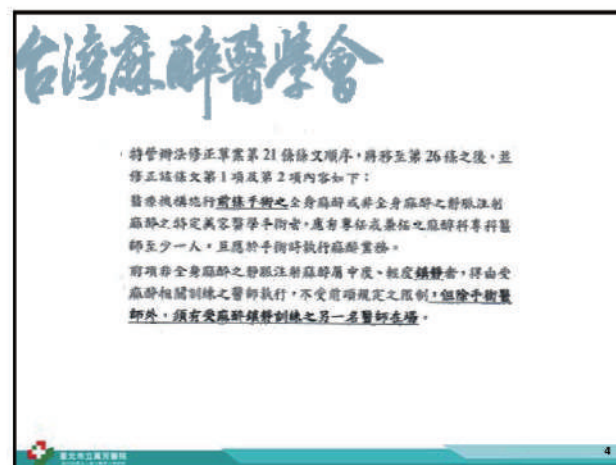 台灣麻醉醫學會
特管辦法修正草案第21條條文順序,將移至第26條之後,並
修正該條文第1項及第2項內容如下:
醫療機構施行前條手術之全身麻醉或非全身麻醉之靜脈注射
麻醉之特定美容醫學手術者,應有專任或兼任之麻醉科專科醫
師至少一人,且應於手術時執行麻醉業務。
前項非全身麻醉之靜脈注射麻醉屬中度、輕度鎮靜者,得由受
麻醉相關訓練之醫師執行,不受前項規定之限制,但除手術醫
師外,須有受麻醉鎮靜訓練之另一名醫師在場。
臺北市立萬芳醫院
4